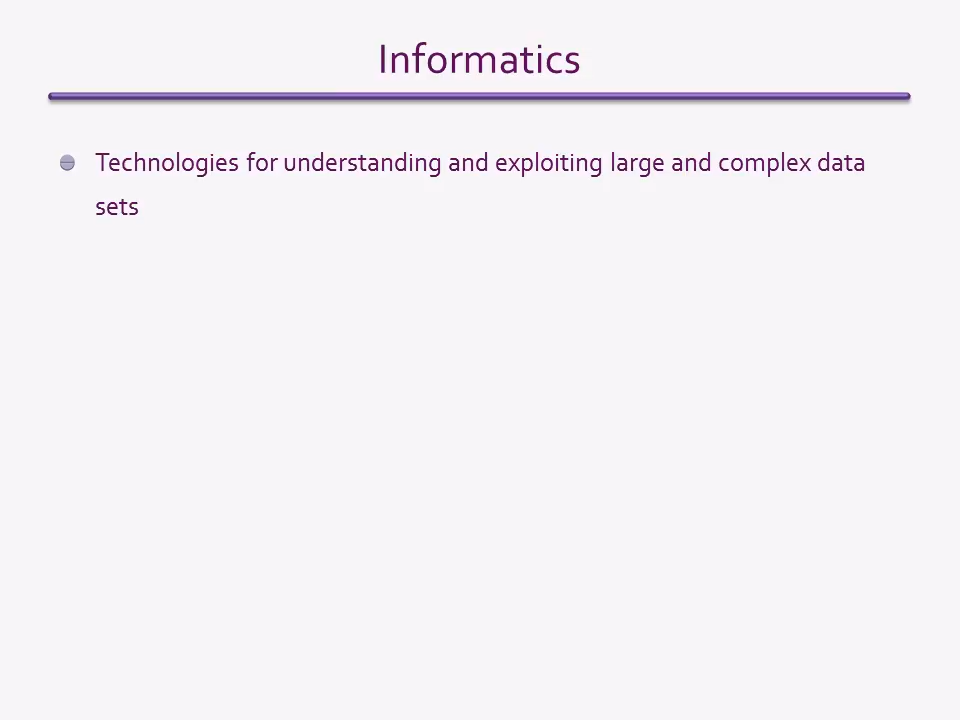 Informatics
Technologies for understanding and exploiting large and complex data
sets